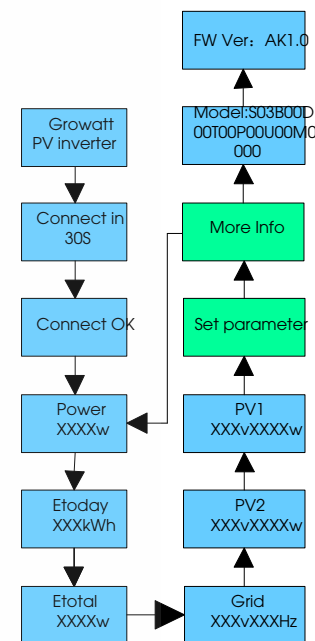 Growatt
PV inverter
Connect in
30S
Connect OK
Power
XXXXw
Etoday
XXXkWh
Etotal
XXXXw
Grid
XXXvXXXHz
PV2
XXXvXXXXw
PV1
XXXvXXXXw
Set parameter
More Info
Model:S03B00D
00T00P00U00M0
000
FW Ver：AK1.0